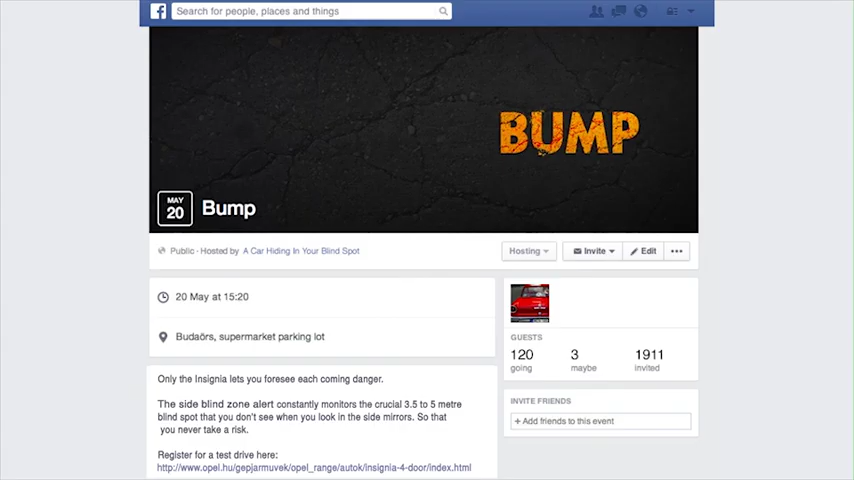 f
Search for people, places and things
BUMP
MAY
20
Bump
Public · Hosted by A Car Hiding In Your Blind Spot
Hosting
Invite
Edit
20 May at 15:20
Budaörs, supermarket parking lot
GUESTS
120 going
3 maybe
1911 invited
Only the Insignia lets you foresee each coming danger.
The side blind zone alert constantly monitors the crucial 3.5 to 5 metre
blind spot that you don't see when you look in the side mirrors. So that
you never take a risk.
Register for a test drive here:
http://www.opel.hu/gepjarmuvek/opel_range/autok/insignia-4-door/index.html
INVITE FRIENDS
+ Add friends to this event